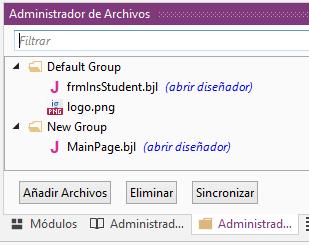 Administrador de Archivos
Filtrar
Default Group
frmInsStudent.bjl (abrir diseñador)
logo.png
New Group
MainPage.bjl (abrir diseñador)
Añadir Archivos Eliminar Sincronizar
Módulos Administrad... Administrad...